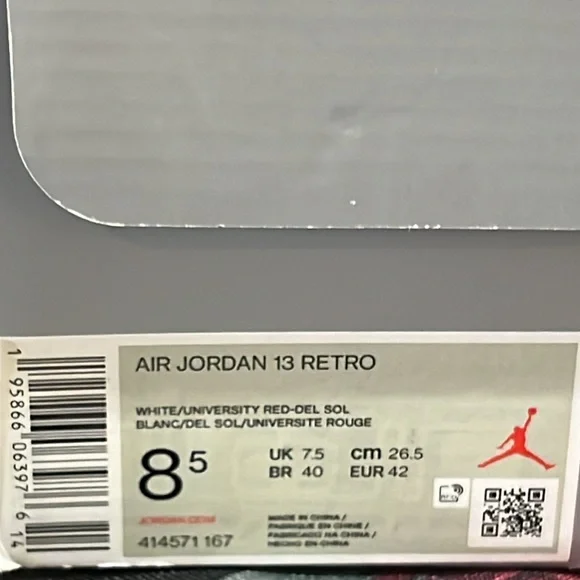 AIR JORDAN 13 RETRO
WHITE/UNIVERSITY RED-DEL SOL
BLANC/DEL SOL/UNIVERSITE ROUGE
8⁵
UK 7.5 cm 26.5
BR 40 EUR 42
JORDAN.COM
414571 167
MADE IN CHINA /
FABRIQUE EN CHINE /
FABRICADO NA CHINA /
HECHO EN CHINA
1 95866 06397 6 14